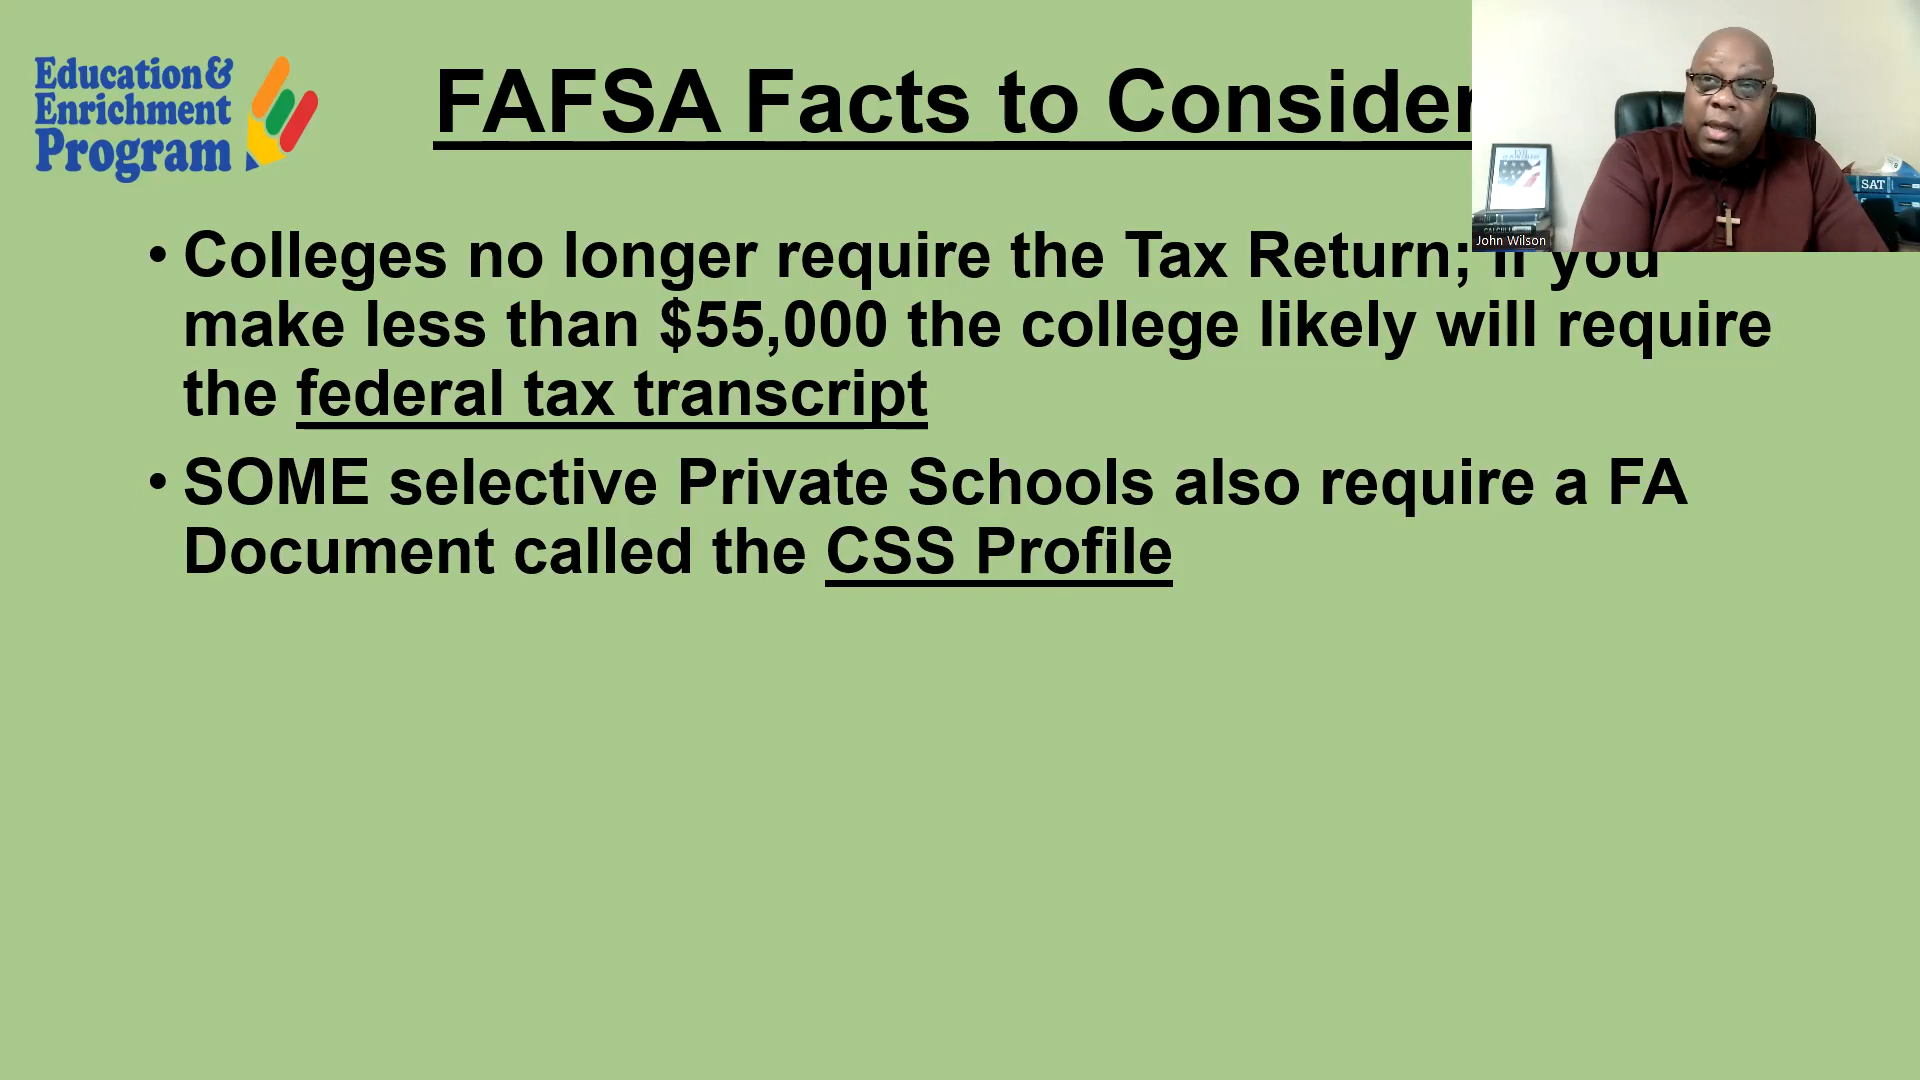 Education&
Enrichment
Program
FAFSA Facts to Consider
• Colleges no longer require the Tax Return; if you
make less than $55,000 the college likely will require
the federal tax transcript
• SOME selective Private Schools also require a FA
Document called the CSS Profile
SAT
John Wilson